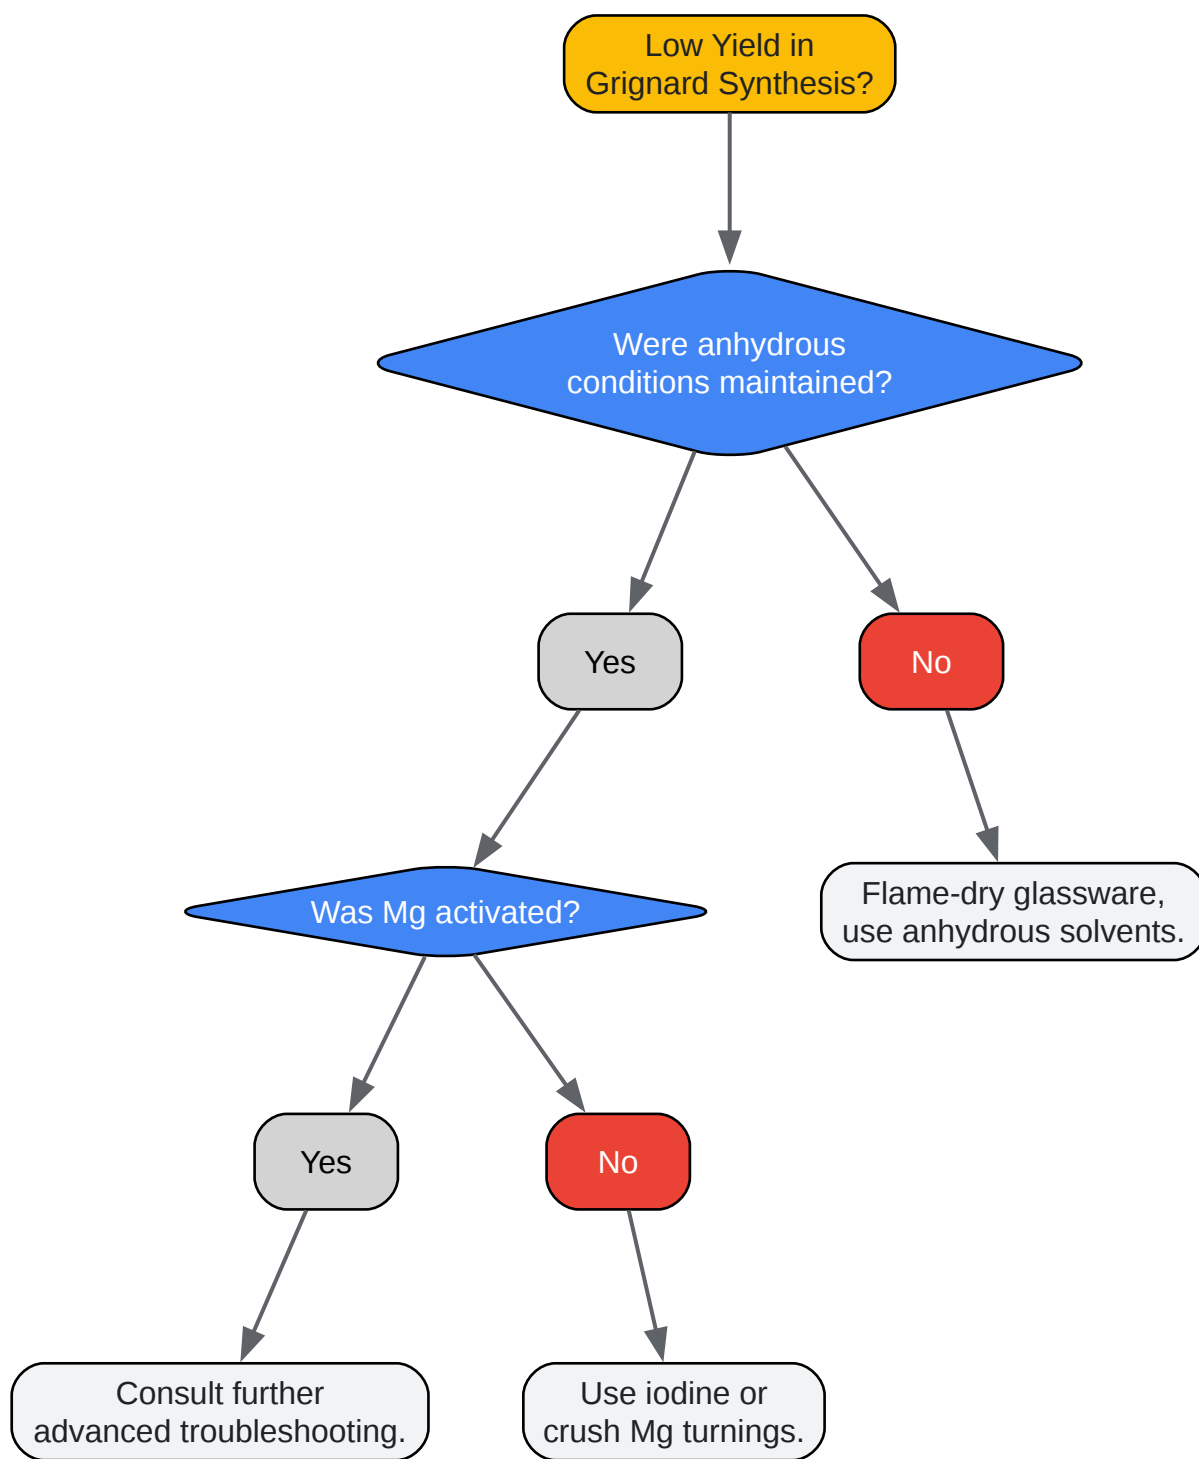 Low Yield in
Grignard Synthesis?
Were anhydrous
conditions maintained?
Yes
No
Was Mg activated?
Flame-dry glassware,
use anhydrous solvents.
Yes
No
Consult further
advanced troubleshooting.
Use iodine or
crush Mg turnings.